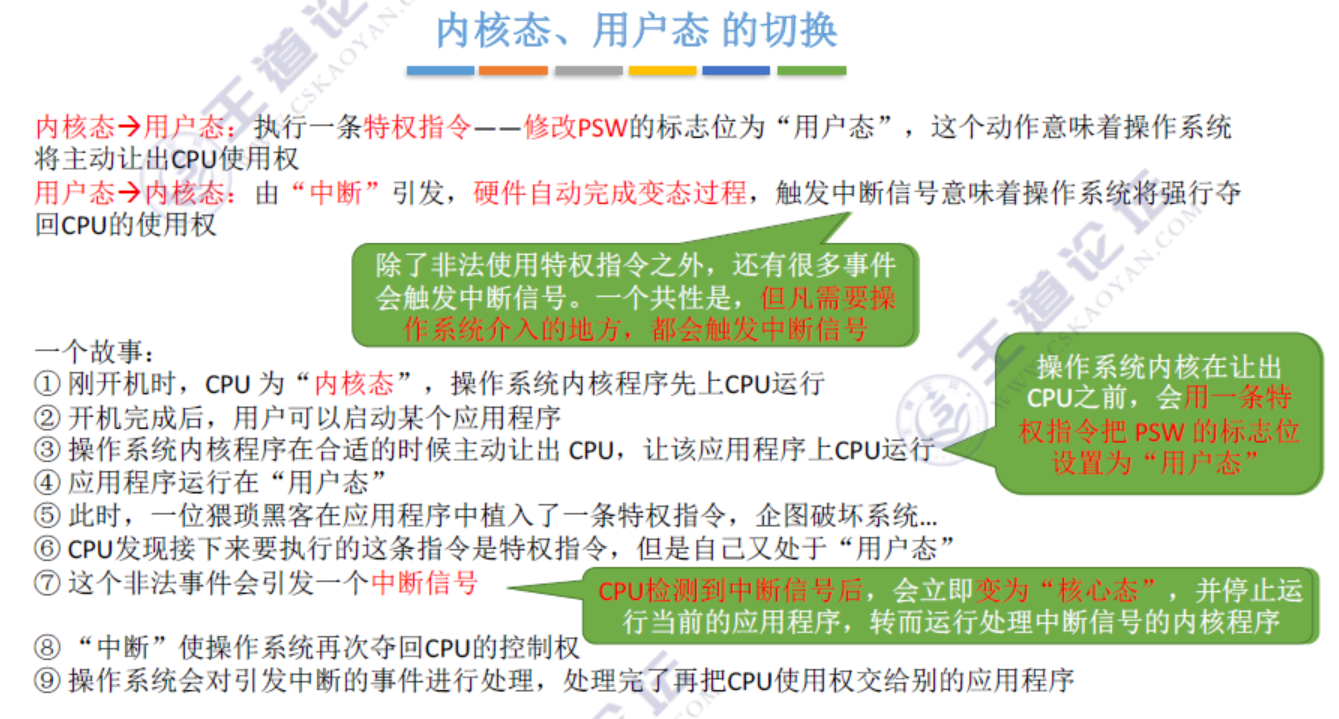 内核态、用户态 的切换
内核态→用户态：执行一条特权指令——修改PSW的标志位为“用户态”，这个动作意味着操作系统
将主动让出CPU使用权
用户态→内核态：由“中断”引发，硬件自动完成变态过程，触发中断信号意味着操作系统将强行夺
回CPU的使用权
除了非法使用特权指令之外，还有很多事件
会触发中断信号。一个共性是，但凡需要操
作系统介入的地方，都会触发中断信号
一个故事：
① 刚开机时，CPU 为“内核态”，操作系统内核程序先上CPU运行
② 开机完成后，用户可以启动某个应用程序
③ 操作系统内核程序在合适的时候主动让出 CPU，让该应用程序上CPU运行
操作系统内核在让出
CPU之前，会用一条特
权指令把 PSW 的标志位
设置为“用户态”
④ 应用程序运行在“用户态”
⑤ 此时，一位猥琐黑客在应用程序中植入了一条特权指令，企图破坏系统...
⑥ CPU发现接下来要执行的这条指令是特权指令，但是自己又处于“用户态”
⑦ 这个非法事件会引发一个中断信号
CPU检测到中断信号后，会立即变为“核心态”，并停止运
行当前的应用程序，转而运行处理中断信号的内核程序
⑧ “中断”使操作系统再次夺回CPU的控制权
⑨ 操作系统会对引发中断的事件进行处理，处理完了再把CPU使用权交给别的应用程序
王道论坛
WWW.CSKAOYAN.COM